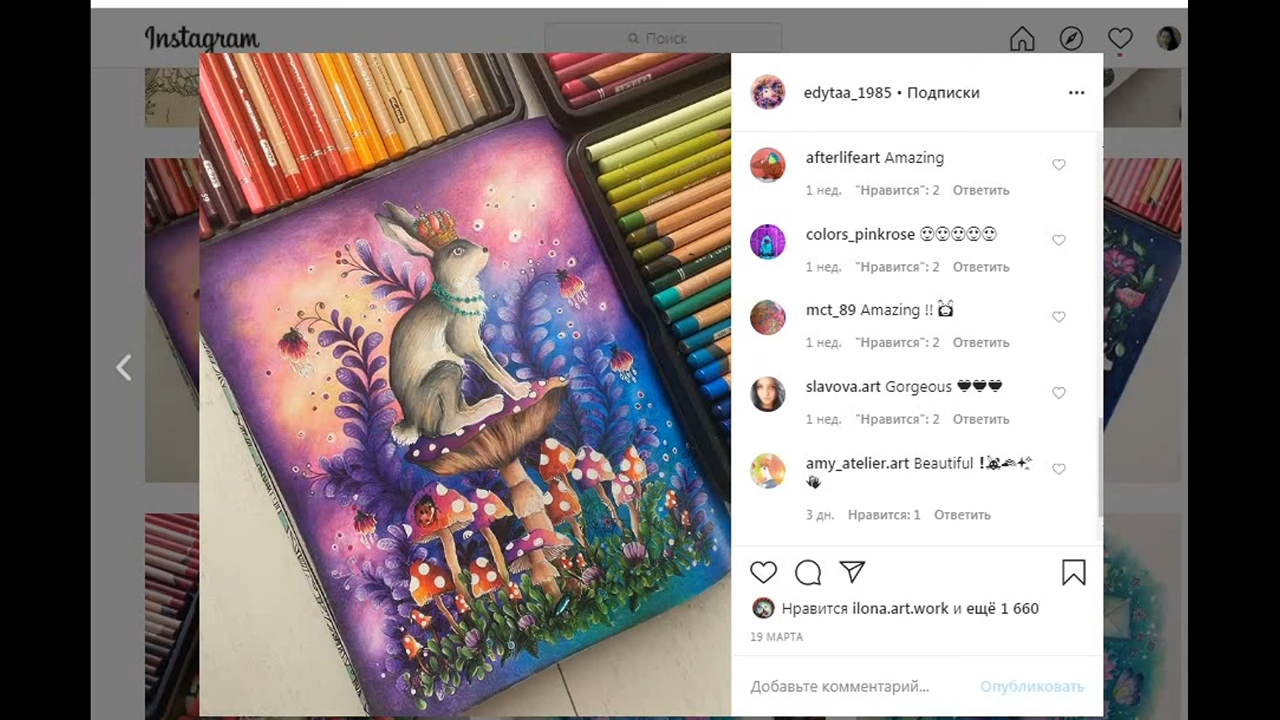 Instagram
Поиск
edytaa_1985 • Подписки
afterlifeart Amazing
1 нед. "Нравится": 2 Ответить
colors_pinkrose
1 нед. "Нравится": 2 Ответить
mct_89 Amazing !!
1 нед. "Нравится": 2 Ответить
slavova.art Gorgeous
1 нед. "Нравится": 2 Ответить
amy_atelier.art Beautiful !
3 дн. Нравится: 1 Ответить
Нравится ilona.art.work и ещё 1 660
19 МАРТА
Добавьте комментарий...
Опубликовать